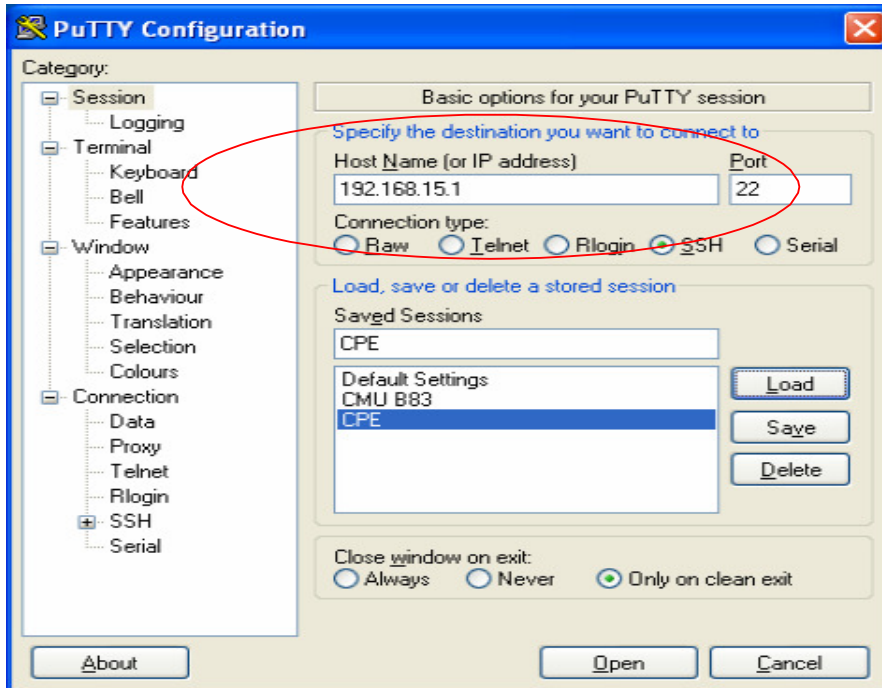 PuTTY Configuration
Category:
Session
Logging
Terminal
Keyboard
Bell
Features
Window
Appearance
Behaviour
Translation
Selection
Colours
Connection
Data
Proxy
Telnet
Rlogin
SSH
Serial
Basic options for your PuTTY session
Specify the destination you want to connect to
Host Name (or IP address) Port
192.168.15.1 22
Connection type:
Raw Telnet Rlogin SSH Serial
Load, save or delete a stored session
Saved Sessions
CPE
Default Settings
CMU B83
CPE
Load
Save
Delete
Close window on exit:
Always Never Only on clean exit
About Open Cancel